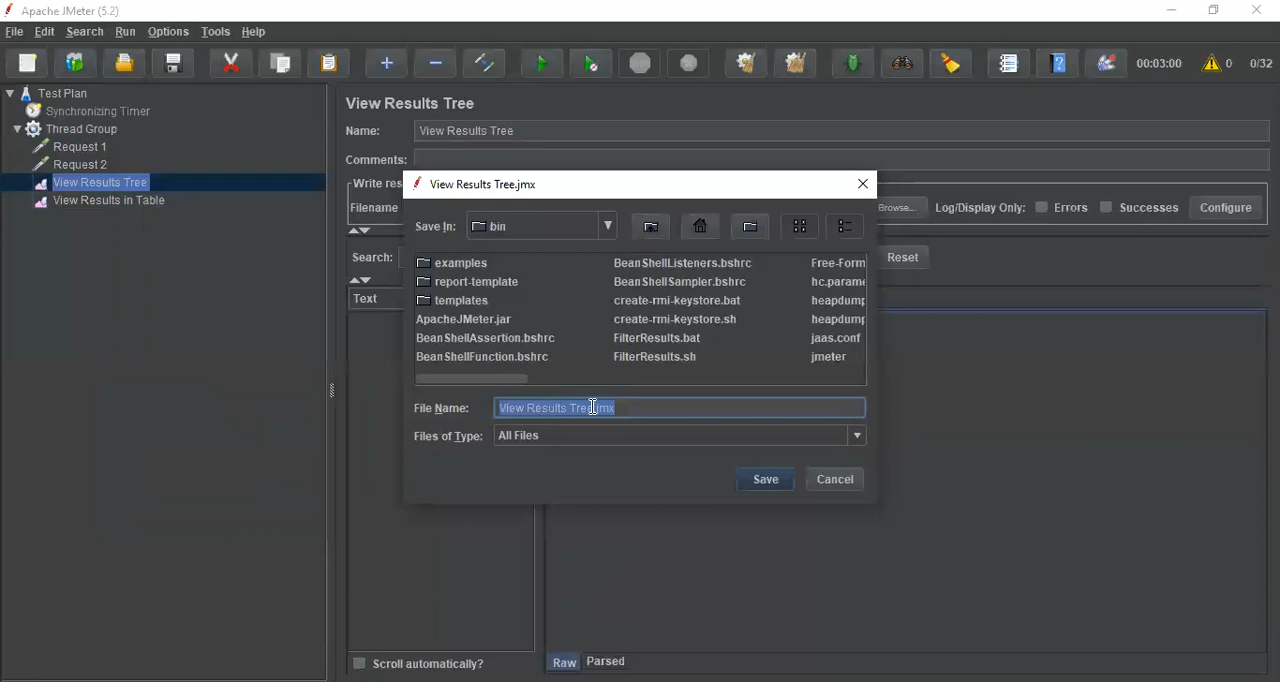 Apache JMeter (5.2)
File Edit Search Run Options Tools Help
00:03:00 0 0/32
Test Plan
Synchronizing Timer
Thread Group
Request 1
Request 2
View Results Tree
View Results in Table
View Results Tree
Name: View Results Tree
Comments:
Write res
Filename Browse... Log/Display Only: Errors Successes Configure
Search: Reset
Text
View Results Tree.jmx
Save In: bin
examples BeanShellListeners.bshrc Free-Form
report-template BeanShellSampler.bshrc hc.parame
templates create-rmi-keystore.bat heapdump
ApacheJMeter.jar create-rmi-keystore.sh heapdump
BeanShellAssertion.bshrc FilterResults.bat jaas.conf
BeanShellFunction.bshrc FilterResults.sh jmeter
File Name: View Results Tree.jmx
Files of Type: All Files
Save Cancel
Scroll automatically? Raw Parsed